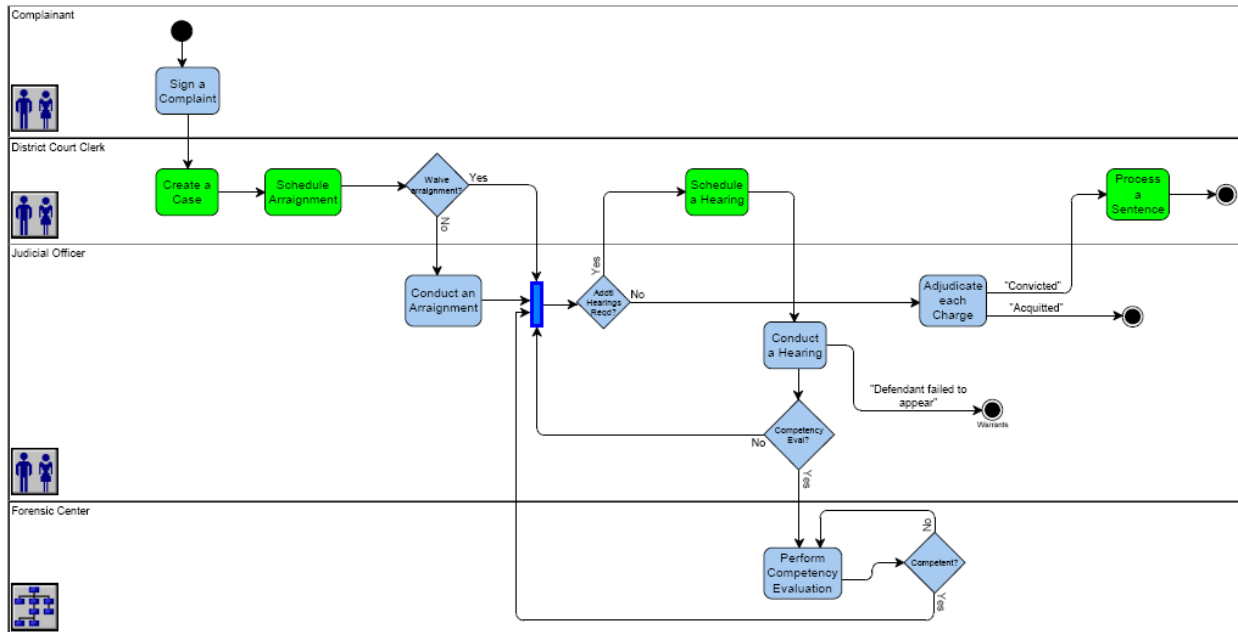 Complainant
Sign a
Complaint
District Court Clerk
Create a
Case
Schedule
Arraignment
Waive
arraignment?
Yes
No
Schedule
a Hearing
Process
a
Sentence
Judicial Officer
Conduct an
Arraignment
Yes
Addtl
Hearings
Reqd?
No
Adjudicate
each
Charge
"Convicted"
"Acquitted"
Conduct
a Hearing
"Defendant failed to
appear"
Warrants
Competency
Eval?
No
Yes
Forensic Center
Perform
Competency
Evaluation
No
Competent?
Yes